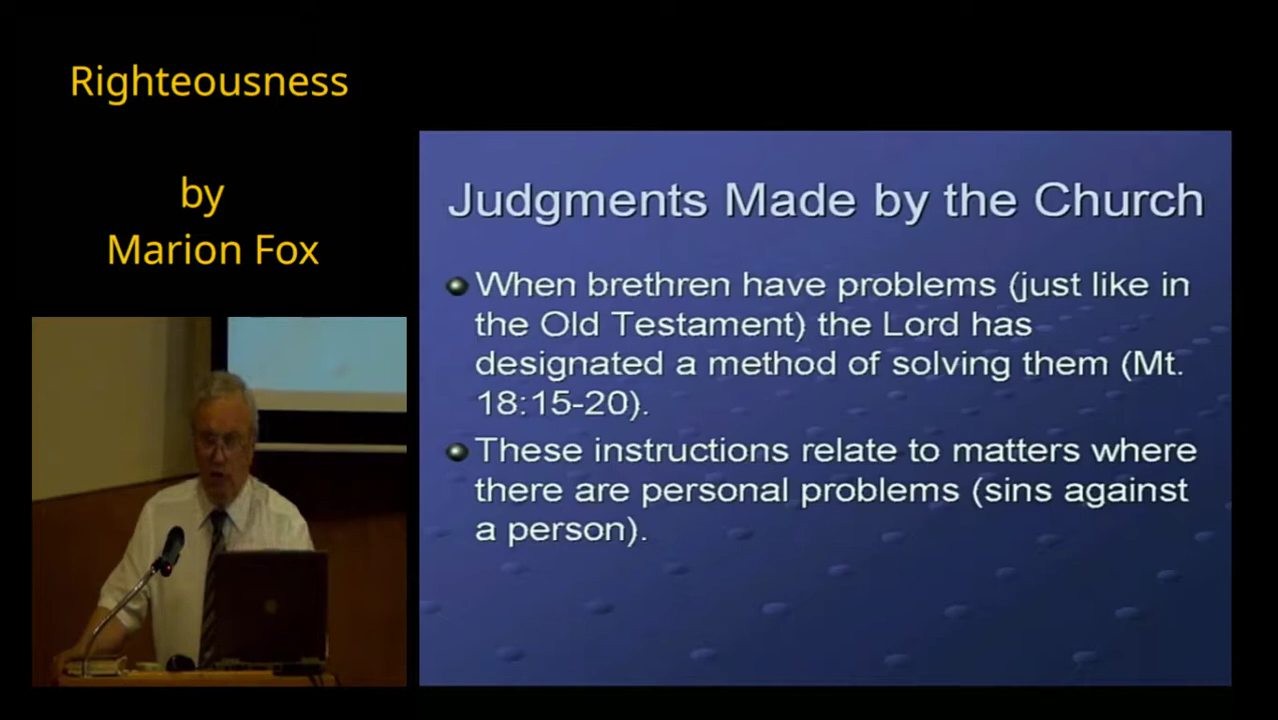 Righteousness
by
Marion Fox
Judgments Made by the Church
When brethren have problems (just like in
the Old Testament) the Lord has
designated a method of solving them (Mt.
18:15-20).
These instructions relate to matters where
there are personal problems (sins against
a person).